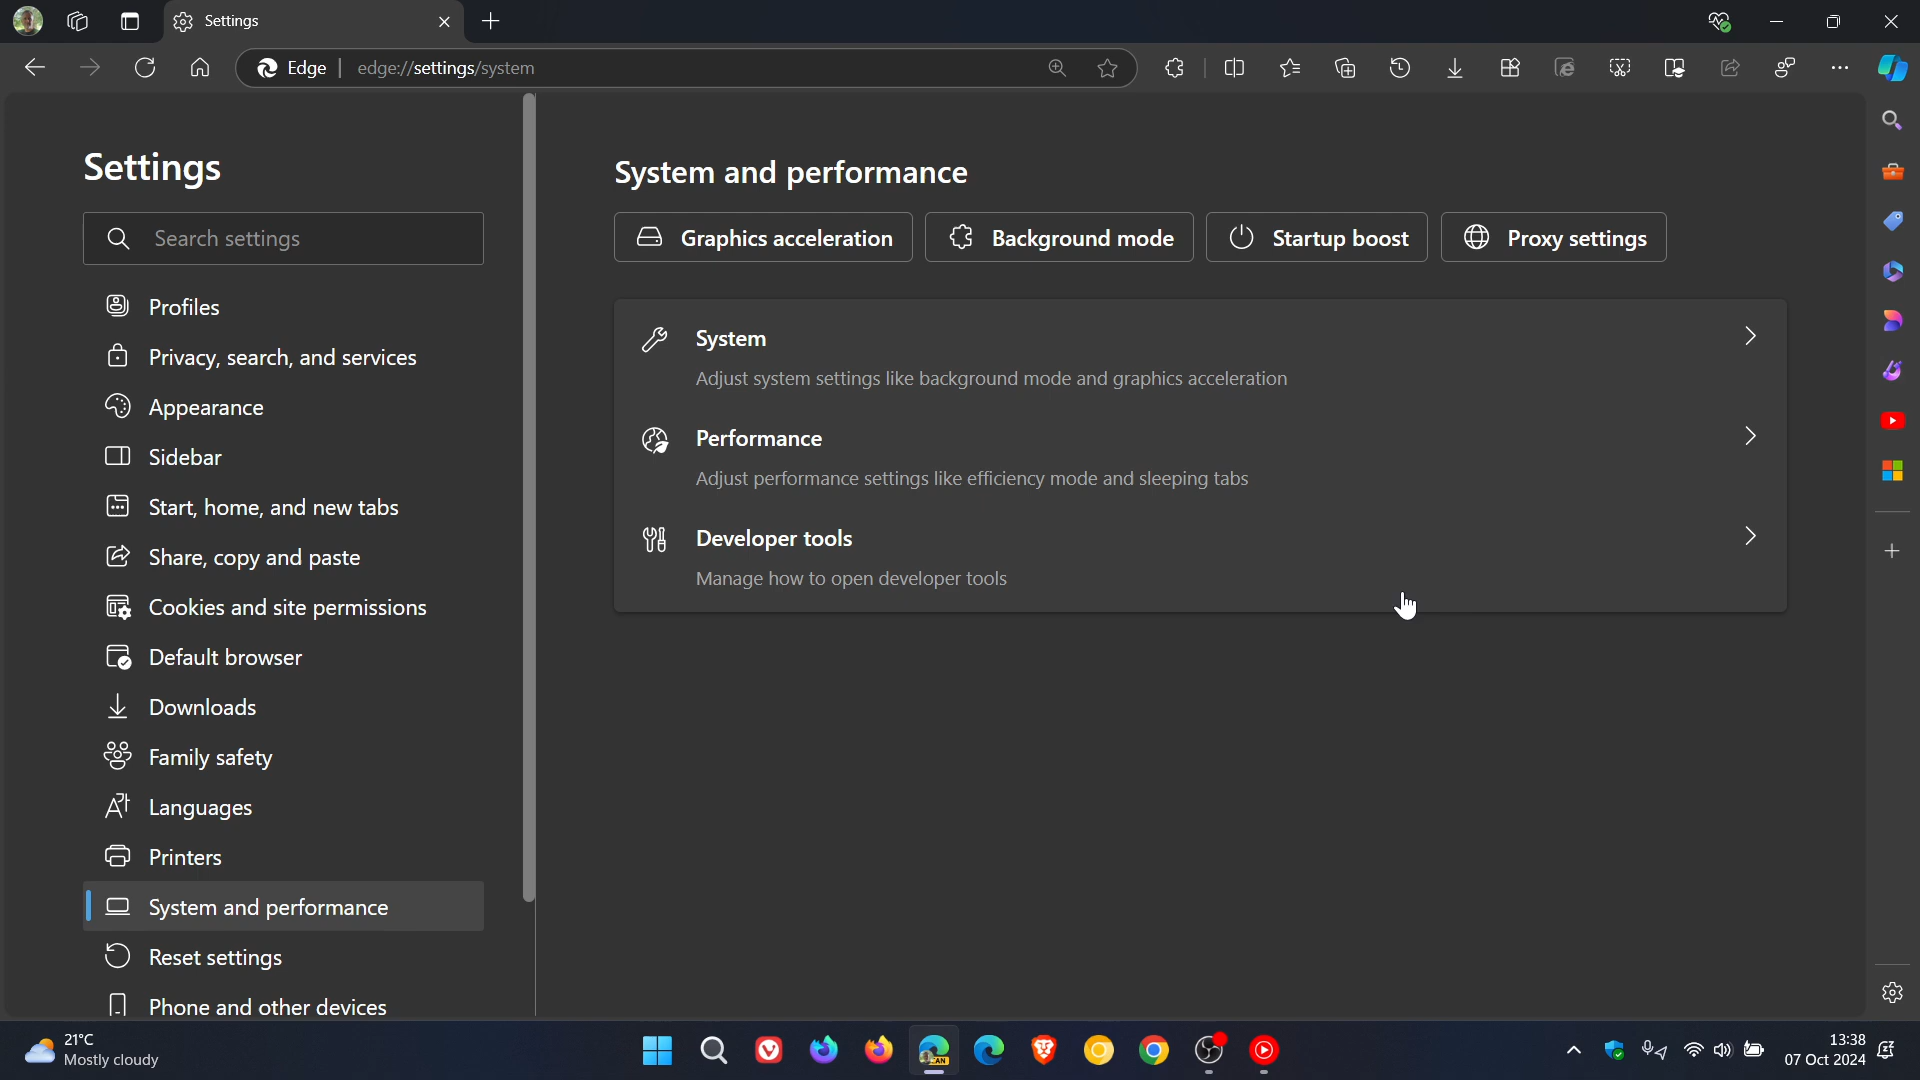 Settings
Edge
edge://settings/system
Settings
Search settings
Profiles
Privacy, search, and services
Appearance
Sidebar
Start, home, and new tabs
Share, copy and paste
Cookies and site permissions
Default browser
Downloads
Family safety
Languages
Printers
System and performance
Reset settings
Phone and other devices
System and performance
Graphics acceleration
Background mode
Startup boost
Proxy settings
System
Adjust system settings like background mode and graphics acceleration
Performance
Adjust performance settings like efficiency mode and sleeping tabs
Developer tools
Manage how to open developer tools
21°C
Mostly cloudy
CAN
13:38
07 Oct 2024